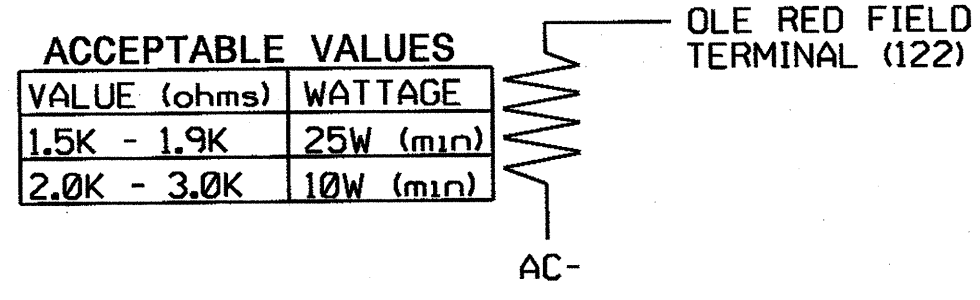 ACCEPTABLE VALUES
VALUE (ohms) WATTAGE
1.5K - 1.9K 25W (min)
2.0K - 3.0K 10W (min)
OLE RED FIELD
TERMINAL (122)
AC-